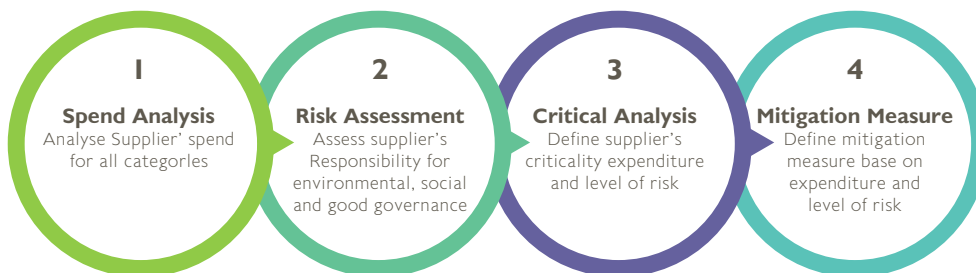 1
Spend Analysis
Analyse Supplier' spend
for all categorles
2
Risk Assessment
Assess supplier's
Responsibility for
environmental, social
and good governance
3
Critical Analysis
Define supplier's
criticality expenditure
and level of risk
4
Mitigation Measure
Define mitigation
measure base on
expenditure and
level of risk